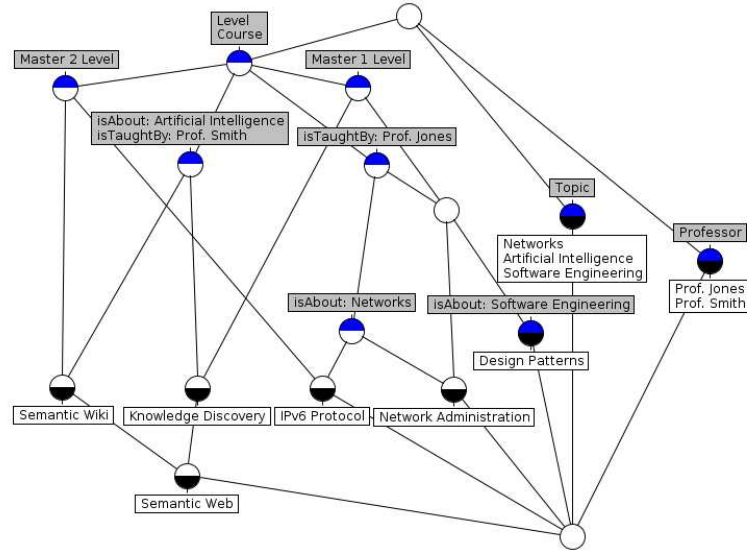 Level
Course
Master 2 Level
Master 1 Level
isAbout: Artificial Intelligence
isTaughtBy: Prof. Smith
isTaughtBy: Prof. Jones
Topic
Networks
Artificial Intelligence
Software Engineering
Professor
Prof. Jones
Prof. Smith
isAbout: Networks
isAbout: Software Engineering
Design Patterns
Semantic Wiki
Knowledge Discovery
IPv6 Protocol
Network Administration
Semantic Web